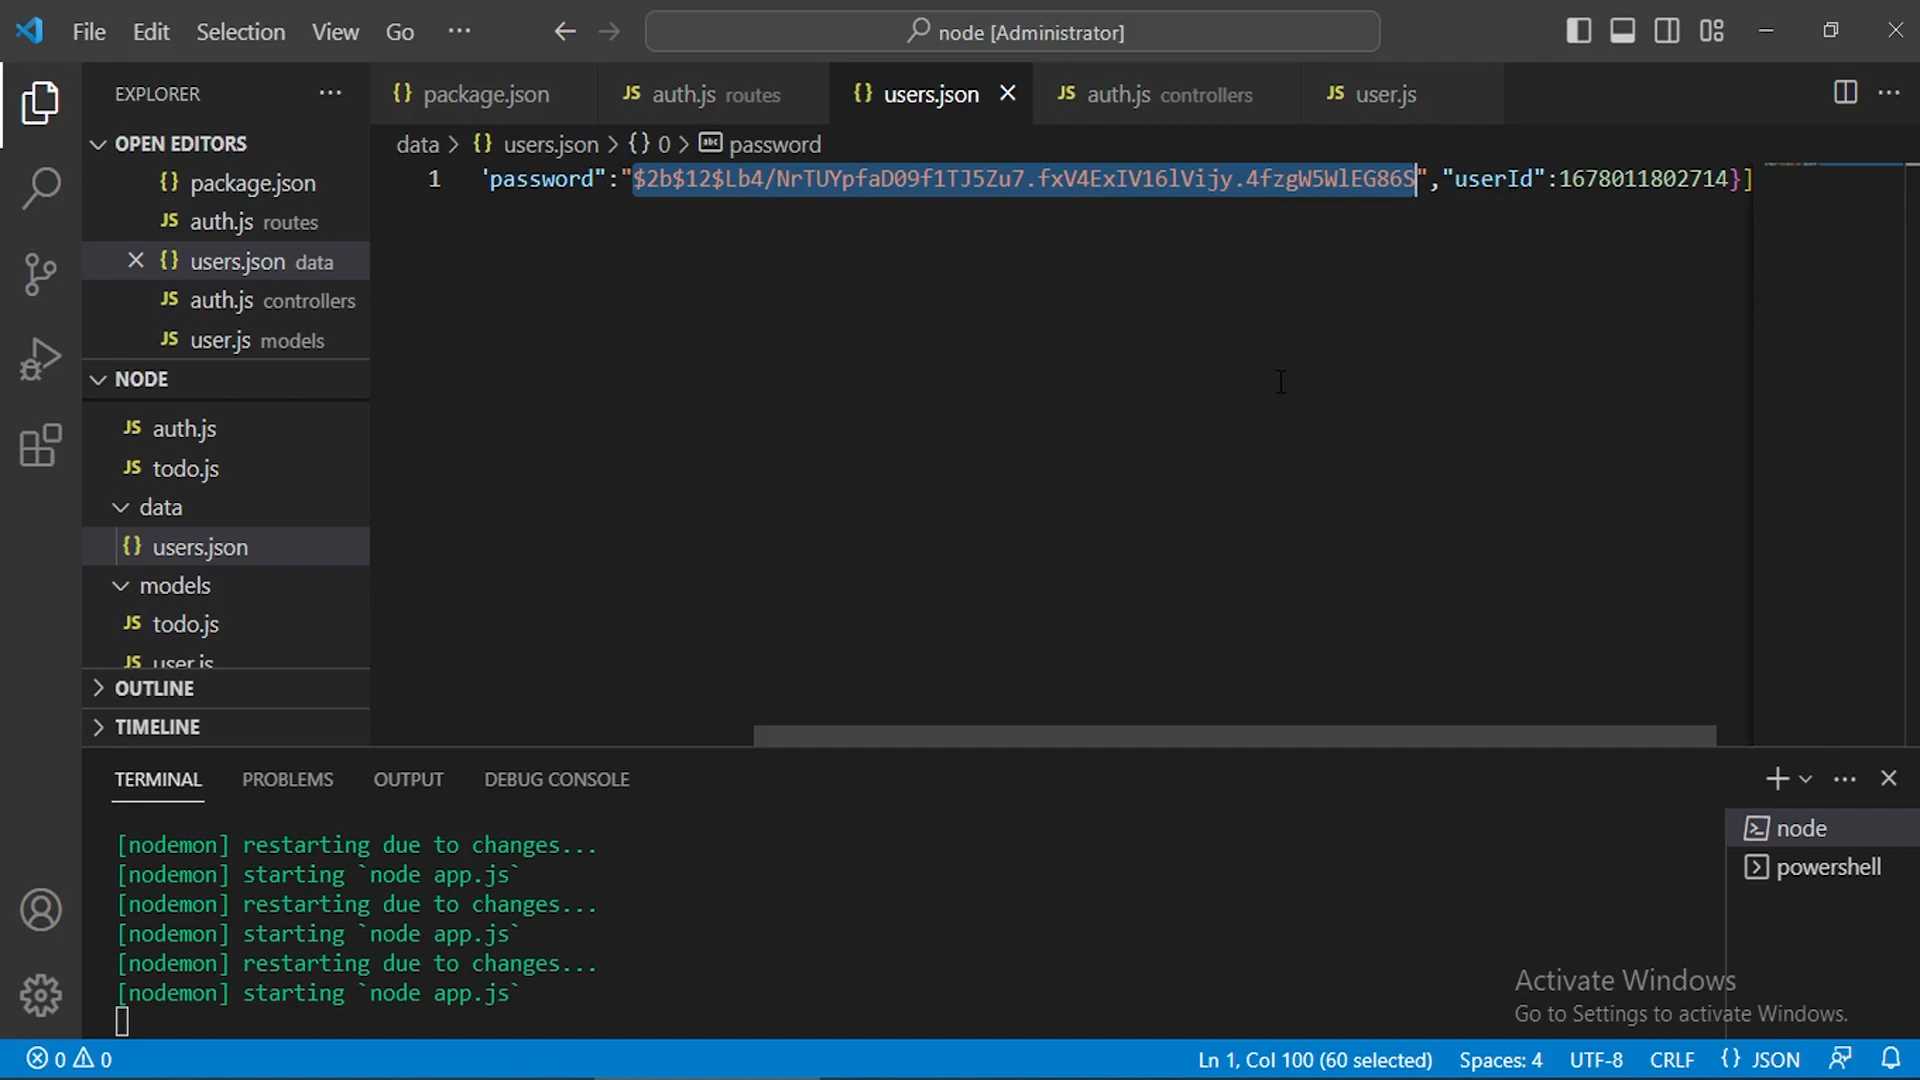 File Edit Selection View Go ··· node [Administrator]
EXPLORER ···
{} package.json JS auth.js routes {} users.json JS auth.js controllers JS user.js ···
OPEN EDITORS
{} package.json
JS auth.js routes
{} users.json data
JS auth.js controllers
JS user.js models
data > {} users.json > {} 0 > abc password
1 'password":"$2b$12$Lb4/NrTUYpfaD09f1TJ5Zu7.fxV4ExIV16lVijy.4fzgW5WlEG86S","userId":1678011802714}]
NODE
JS auth.js
JS todo.js
data
{} users.json
models
JS todo.js
JS user.js
OUTLINE
TIMELINE
TERMINAL PROBLEMS OUTPUT DEBUG CONSOLE
[nodemon] restarting due to changes...
[nodemon] starting `node app.js`
[nodemon] restarting due to changes...
[nodemon] starting `node app.js`
[nodemon] restarting due to changes...
[nodemon] starting `node app.js`
node
powershell
Activate Windows
Go to Settings to activate Windows.
0 0 Ln 1, Col 100 (60 selected) Spaces: 4 UTF-8 CRLF {} JSON